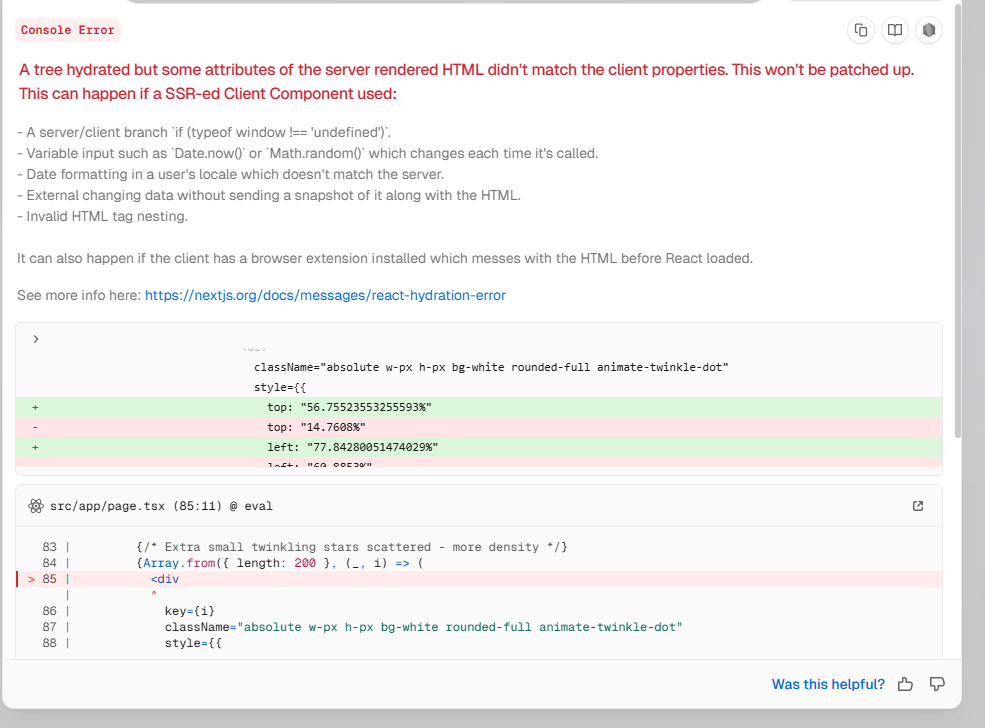 Console Error
A tree hydrated but some attributes of the server rendered HTML didn't match the client properties. This won't be patched up.
This can happen if a SSR-ed Client Component used:
- A server/client branch `if (typeof window !== 'undefined')`.
- Variable input such as `Date.now()` or `Math.random()` which changes each time it's called.
- Date formatting in a user's locale which doesn't match the server.
- External changing data without sending a snapshot of it along with the HTML.
- Invalid HTML tag nesting.
It can also happen if the client has a browser extension installed which messes with the HTML before React loaded.
See more info here: https://nextjs.org/docs/messages/react-hydration-error
<div
className="absolute w-px h-px bg-white rounded-full animate-twinkle-dot"
style={{
+ top: "56.75523553255593%"
- top: "14.7608%"
+ left: "77.84280051474029%"
left: "60.8853%"
src/app/page.tsx (85:11) @ eval
83 | {/* Extra small twinkling stars scattered - more density */}
84 | {Array.from({ length: 200 }, (_, i) => (
> 85 | <div
| ^
86 | key={i}
87 | className="absolute w-px h-px bg-white rounded-full animate-twinkle-dot"
88 | style={{
Was this helpful?